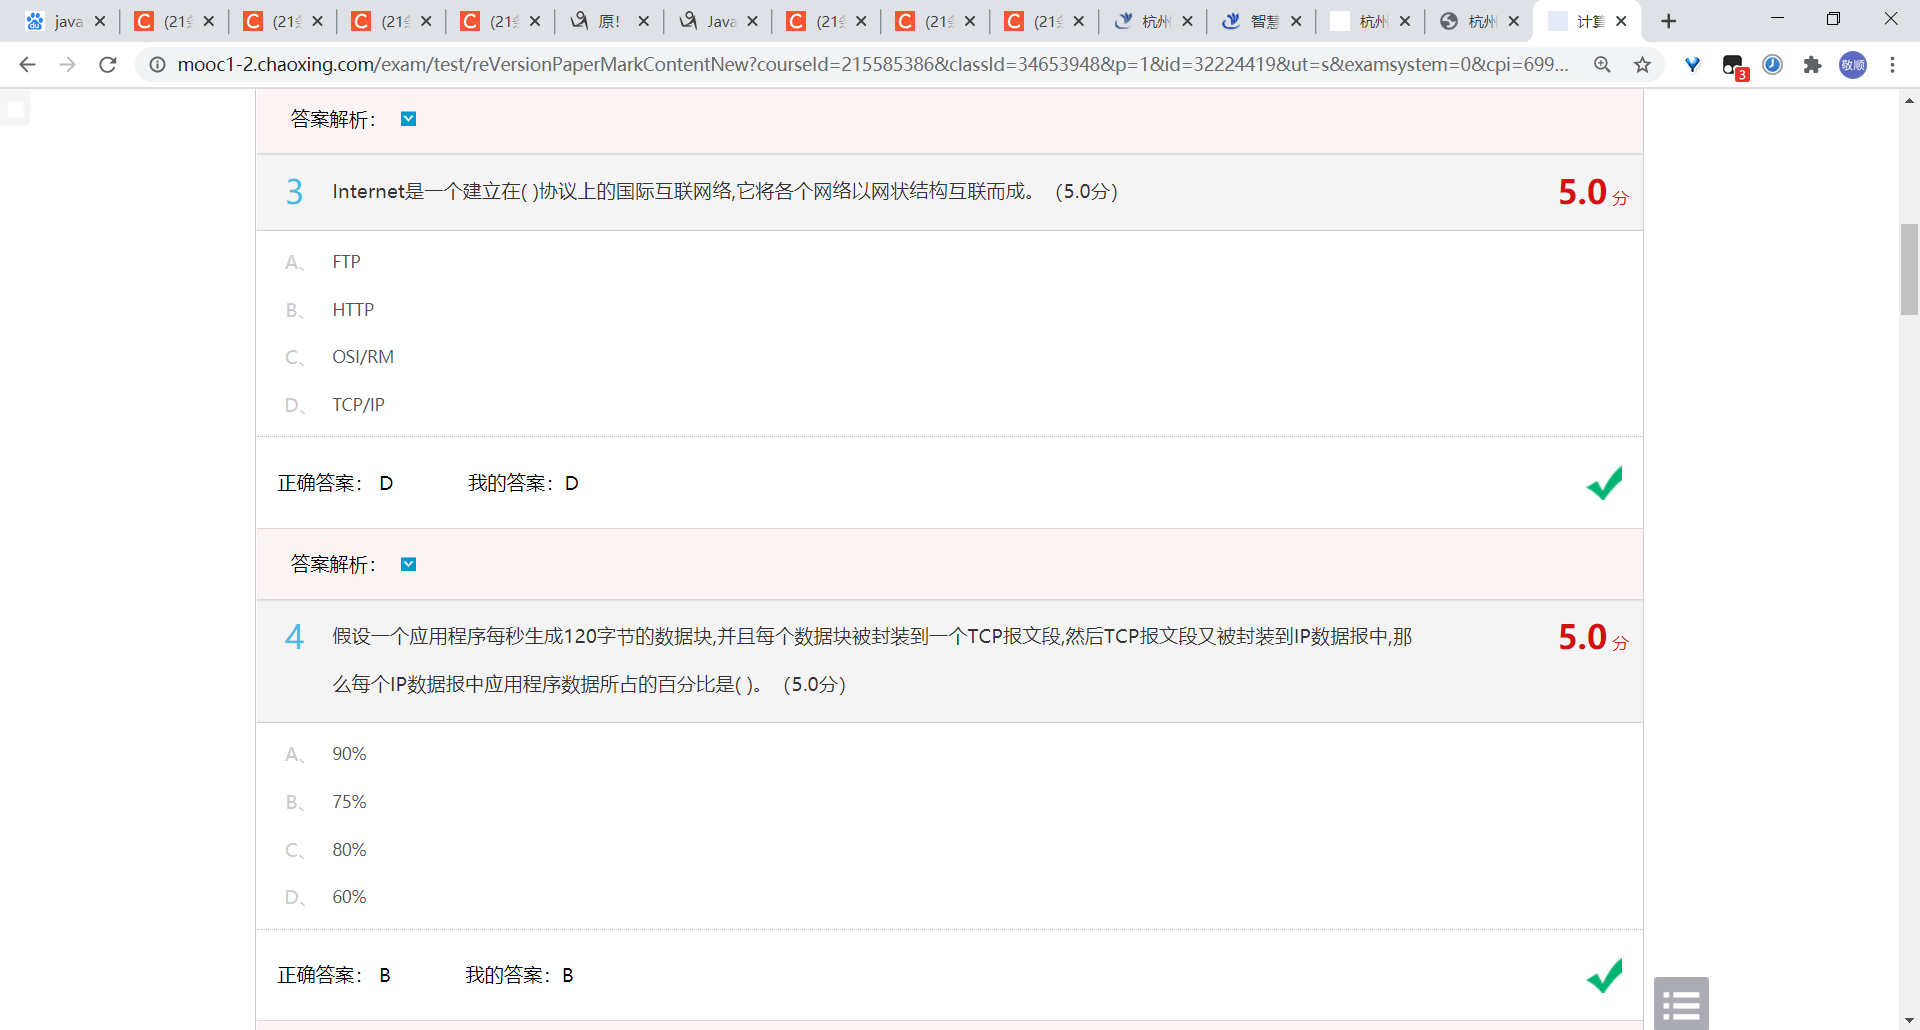 java
(21
(21
(21
(21
原!
Java
(21
(21
(21
杭州
智慧
杭州
杭州
计算
mooc1-2.chaoxing.com/exam/test/reVersionPaperMarkContentNew?courseId=215585386&classId=34653948&p=1&id=32224419&ut=s&examsystem=0&cpi=699...
3
敬顺
答案解析：
3 Internet是一个建立在( )协议上的国际互联网络,它将各个网络以网状结构互联而成。（5.0分） 5.0 分
A、 FTP
B、 HTTP
C、 OSI/RM
D、 TCP/IP
正确答案： D 我的答案：D
答案解析：
4 假设一个应用程序每秒生成120字节的数据块,并且每个数据块被封装到一个TCP报文段,然后TCP报文段又被封装到IP数据报中,那 5.0 分
么每个IP数据报中应用程序数据所占的百分比是( )。（5.0分）
A、 90%
B、 75%
C、 80%
D、 60%
正确答案： B 我的答案：B